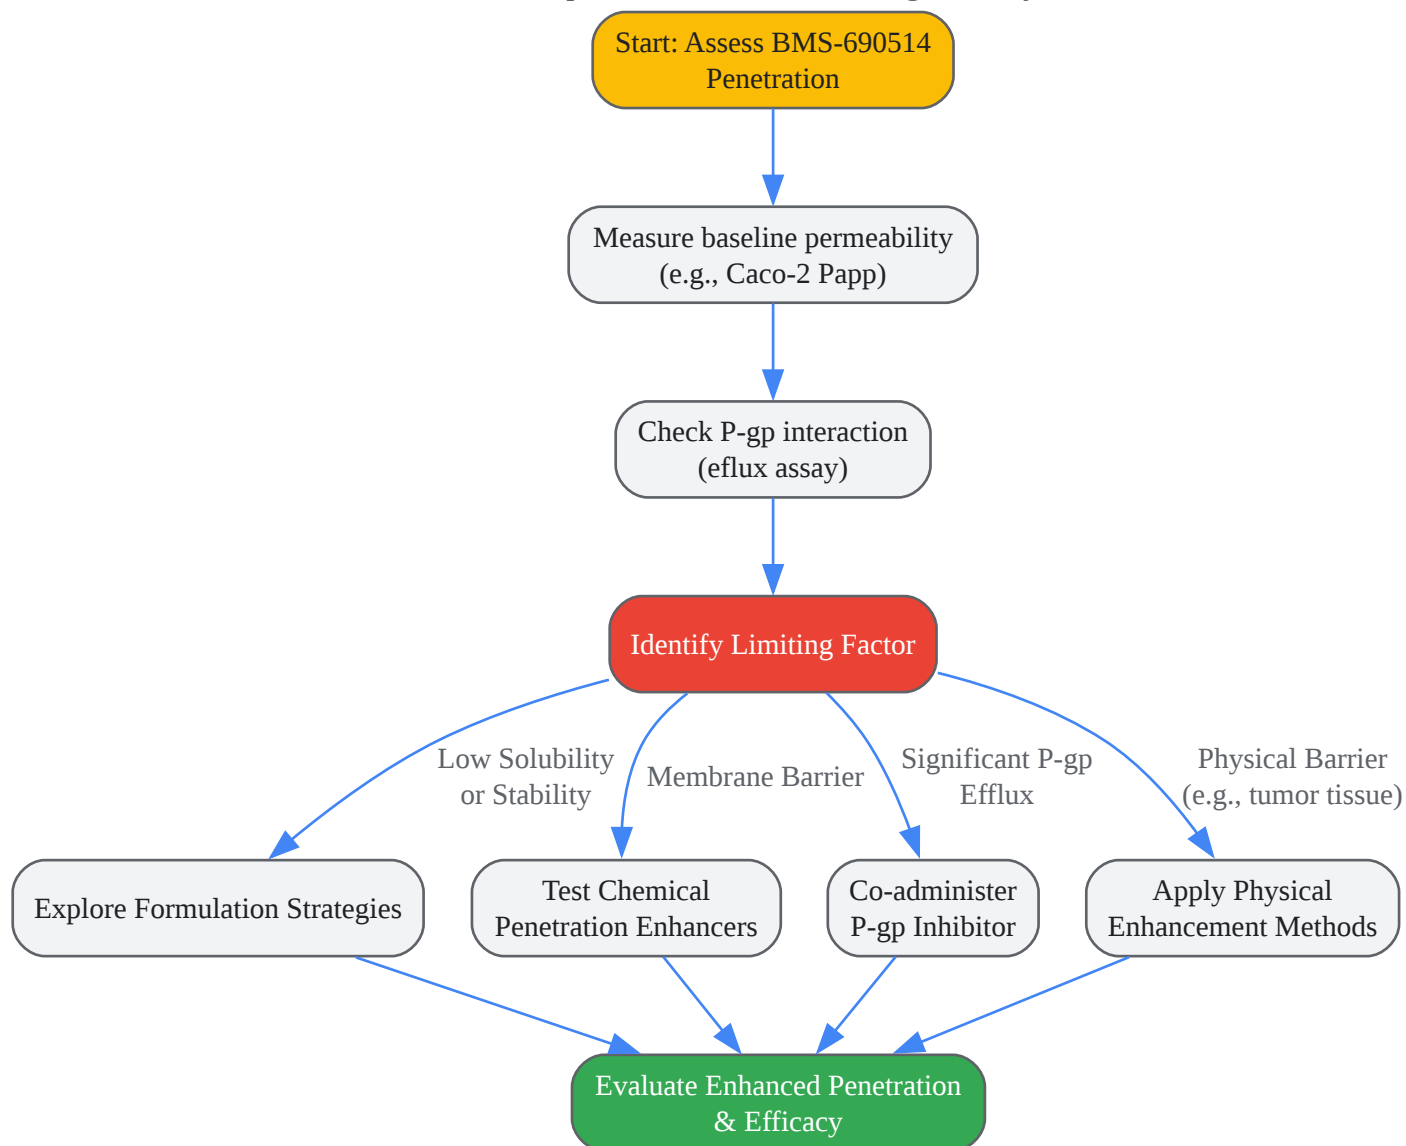 Start: Assess BMS-690514
Penetration
Measure baseline permeability
(e.g., Caco-2 Papp)
Check P-gp interaction
(eflux assay)
Identify Limiting Factor
Low Solubility
or Stability
Membrane Barrier
Significant P-gp
Efflux
Physical Barrier
(e.g., tumor tissue)
Explore Formulation Strategies
Test Chemical
Penetration Enhancers
Co-administer
P-gp Inhibitor
Apply Physical
Enhancement Methods
Evaluate Enhanced Penetration
& Efficacy